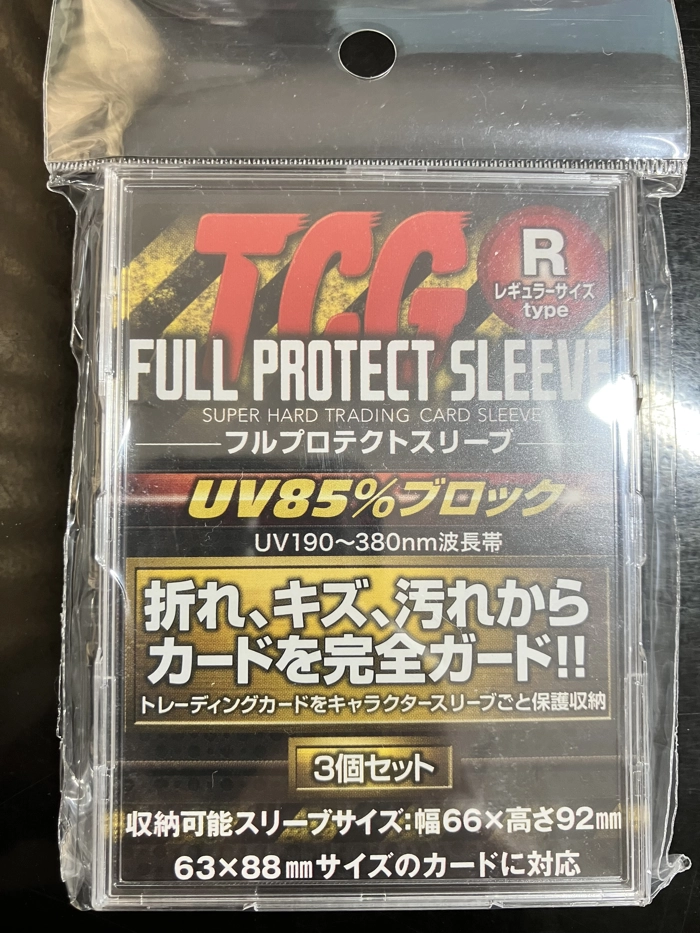 TCG
R
レギュラーサイズ
type
FULL PROTECT SLEEVE
SUPER HARD TRADING CARD SLEEVE
フルプロテクトスリーブ
UV85%ブロック
UV190〜380nm波長帯
折れ、キズ、汚れから
カードを完全ガード!!
トレーディングカードをキャラクタースリーブごと保護収納
3個セット
収納可能スリーブサイズ:幅66×高さ92mm
63×88mmサイズのカードに対応